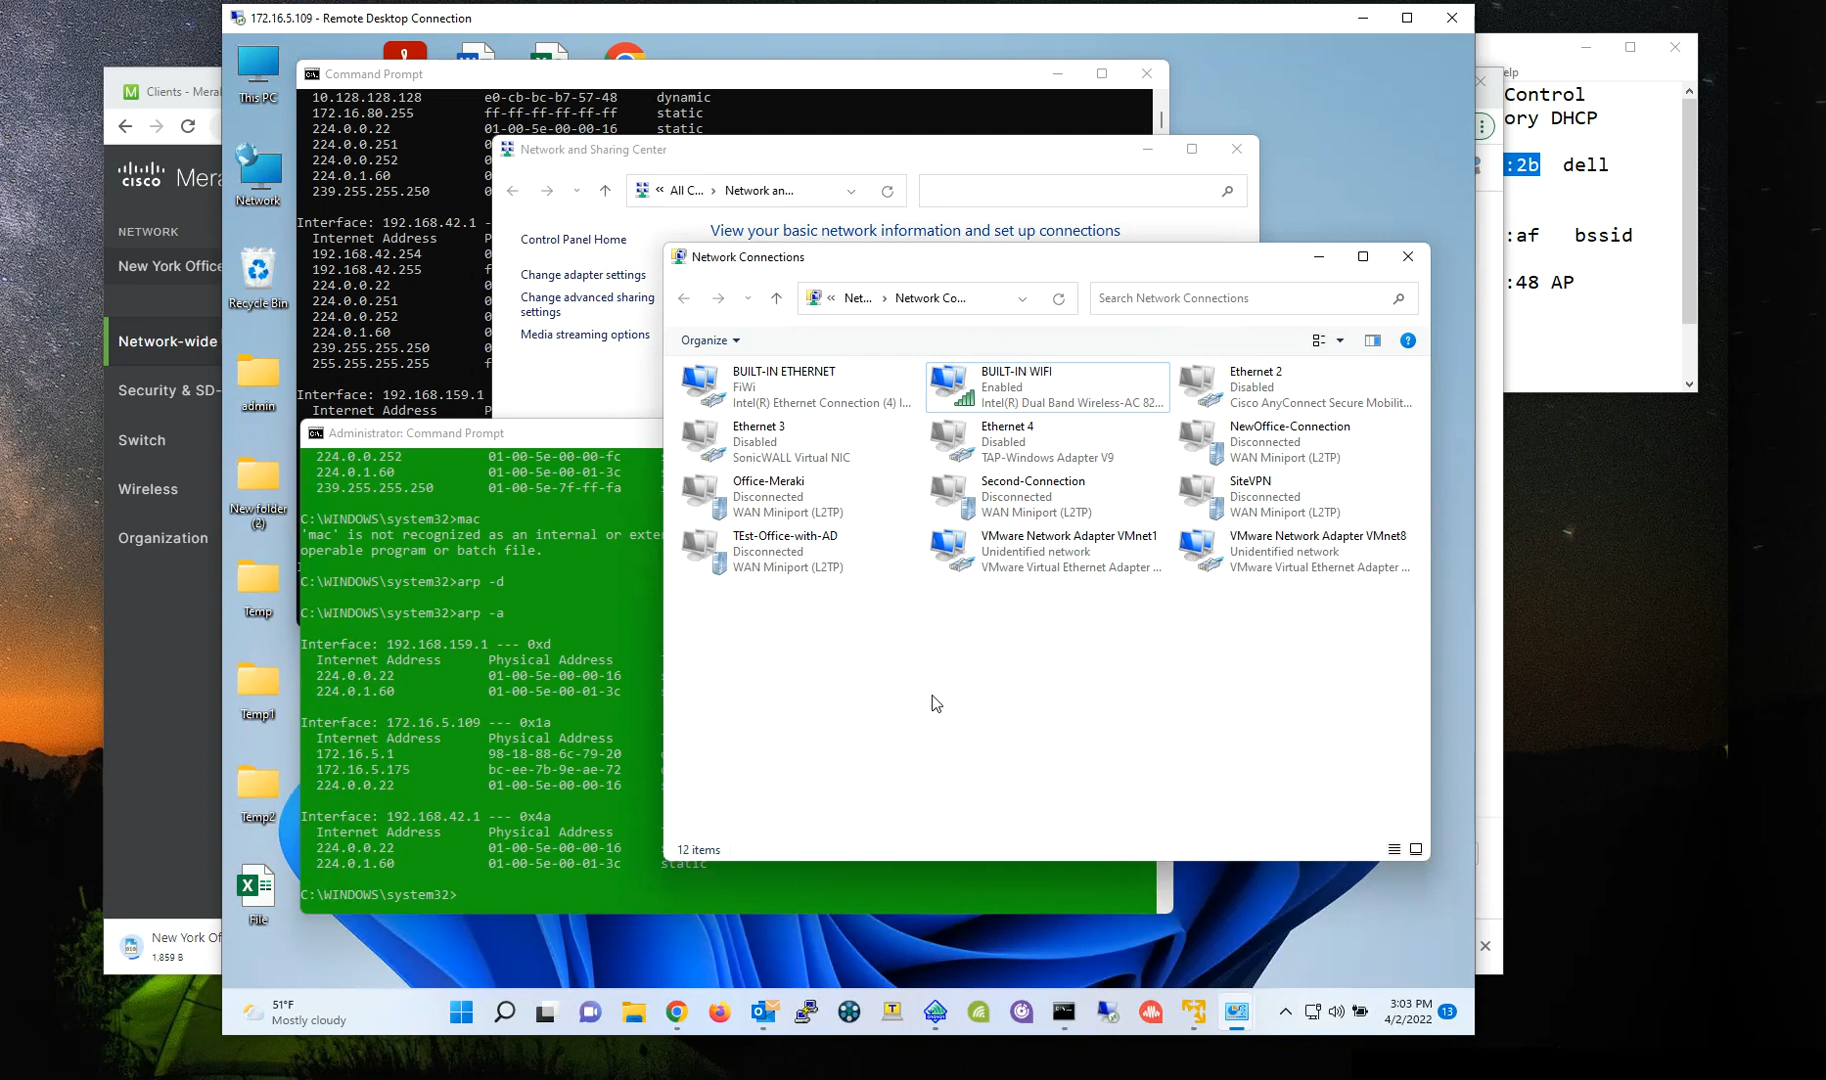 172.16.5.109 - Remote Desktop Connection
Clients - Merak
cisco Mera
NETWORK
New York Office
Network-wide
Security & SD-
Switch
Wireless
Organization
New York Of
1,859 B
elp
Control
ory DHCP
:2b dell
:af bssid
:48 AP
This PC
Network
Recycle Bin
admin
New folder
(2)
Temp
Temp1
Temp2
File
Command Prompt
10.128.128.128 e0-cb-bc-b7-57-48 dynamic
172.16.80.255 ff-ff-ff-ff-ff-ff static
224.0.0.22 01-00-5e-00-00-16 static
224.0.0.251 0
224.0.0.252 0
224.0.1.60 0
239.255.255.250 0
Interface: 192.168.42.1 -
Internet Address P
192.168.42.254 0
192.168.42.255 f
224.0.0.22 0
224.0.0.251 0
224.0.0.252 0
224.0.1.60 0
239.255.255.250 0
255.255.255.255 f
Interface: 192.168.159.1
Internet Address P
Network and Sharing Center
« All C... › Network an...
Control Panel Home
Change adapter settings
Change advanced sharing
settings
Media streaming options
View your basic network information and set up connections
Administrator: Command Prompt
224.0.0.252 01-00-5e-00-00-fc
224.0.1.60 01-00-5e-00-01-3c
239.255.255.250 01-00-5e-7f-ff-fa
C:\WINDOWS\system32>mac
'mac' is not recognized as an internal or exte
operable program or batch file.
C:\WINDOWS\system32>arp -d
C:\WINDOWS\system32>arp -a
Interface: 192.168.159.1 --- 0xd
Internet Address Physical Address
224.0.0.22 01-00-5e-00-00-16
224.0.1.60 01-00-5e-00-01-3c
Interface: 172.16.5.109 --- 0x1a
Internet Address Physical Address
172.16.5.1 98-18-88-6c-79-20
172.16.5.175 bc-ee-7b-9e-ae-72
224.0.0.22 01-00-5e-00-00-16
Interface: 192.168.42.1 --- 0x4a
Internet Address Physical Address
224.0.0.22 01-00-5e-00-00-16
224.0.1.60 01-00-5e-00-01-3c static
C:\WINDOWS\system32>
Network Connections
« Net... › Network Co...
Search Network Connections
Organize
BUILT-IN ETHERNET
FiWi
Intel(R) Ethernet Connection (4) I...
BUILT-IN WIFI
Enabled
Intel(R) Dual Band Wireless-AC 82...
Ethernet 2
Disabled
Cisco AnyConnect Secure Mobilit...
Ethernet 3
Disabled
SonicWALL Virtual NIC
Ethernet 4
Disabled
TAP-Windows Adapter V9
NewOffice-Connection
Disconnected
WAN Miniport (L2TP)
Office-Meraki
Disconnected
WAN Miniport (L2TP)
Second-Connection
Disconnected
WAN Miniport (L2TP)
SiteVPN
Disconnected
WAN Miniport (L2TP)
TEst-Office-with-AD
Disconnected
WAN Miniport (L2TP)
VMware Network Adapter VMnet1
Unidentified network
VMware Virtual Ethernet Adapter ...
VMware Network Adapter VMnet8
Unidentified network
VMware Virtual Ethernet Adapter ...
12 items
51°F
Mostly cloudy
3:03 PM
4/2/2022
13